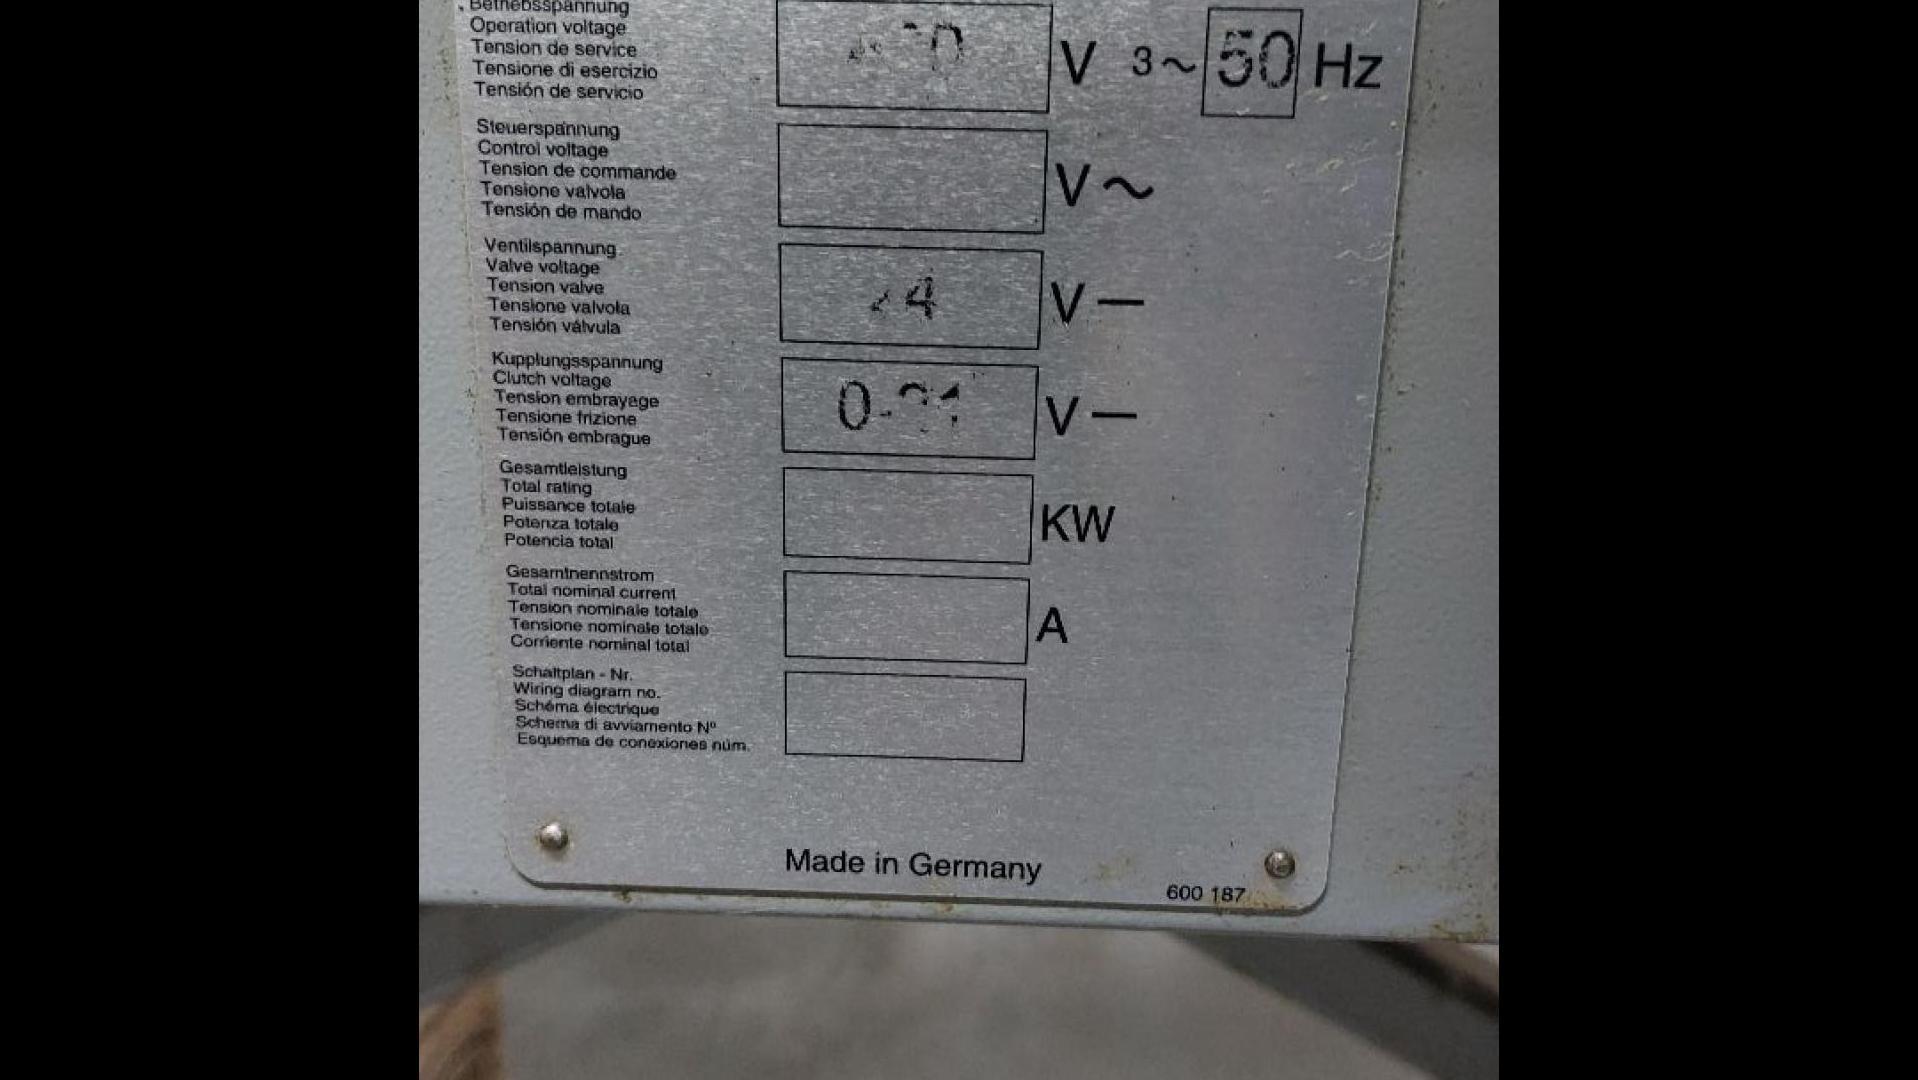 Betriebsspannung
Operation voltage
Tension de service
Tensione di esercizio
Tensión de servicio
V 3~ 50 Hz
Steuerspannung
Control voltage
Tension de commande
Tensione valvola
Tensión de mando
V~
Ventilspannung
Valve voltage
Tension valve
Tensione valvola
Tensión válvula
24 V—
Kupplungsspannung
Clutch voltage
Tension embrayage
Tensione frizione
Tensión embrague
V—
Gesamtleistung
Total rating
Puissance totale
Potenza totale
Potencia total
KW
Gesamtnennstrom
Total nominal current
Tension nominale totale
Tensione nominale totale
Corriente nominal total
A
Schaltplan - Nr.
Wiring diagram no.
Schéma électrique
Schema di avviamento Nº
Esquema de conexiones núm.
Made in Germany
600 187